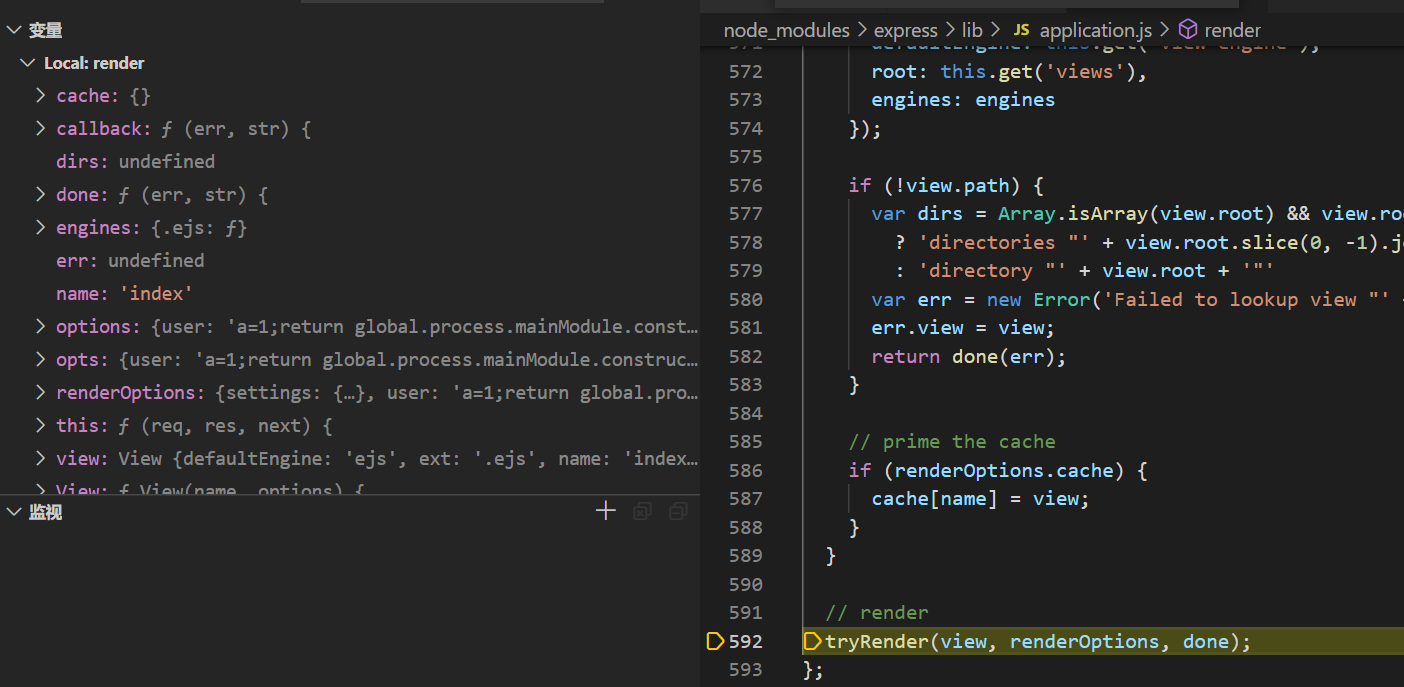 变量
Local: render
cache: {}
callback: ƒ (err, str) {
dirs: undefined
done: ƒ (err, str) {
engines: {.ejs: ƒ}
err: undefined
name: 'index'
options: {user: 'a=1;return global.process.mainModule.const…
opts: {user: 'a=1;return global.process.mainModule.construc…
renderOptions: {settings: {…}, user: 'a=1;return global.pro…
this: ƒ (req, res, next) {
view: View {defaultEngine: 'ejs', ext: '.ejs', name: 'index…
View: ƒ View(name, options) {
监视
node_modules > express > lib > JS application.js > render
571 defaultEngine: this.get('view engine'),
572 root: this.get('views'),
573 engines: engines
574 });
575
576 if (!view.path) {
577 var dirs = Array.isArray(view.root) && view.ro
578 ? 'directories "' + view.root.slice(0, -1).j
579 : 'directory "' + view.root + '"'
580 var err = new Error('Failed to lookup view "' +
581 err.view = view;
582 return done(err);
583 }
584
585 // prime the cache
586 if (renderOptions.cache) {
587 cache[name] = view;
588 }
589 }
590
591 // render
592 tryRender(view, renderOptions, done);
593 };